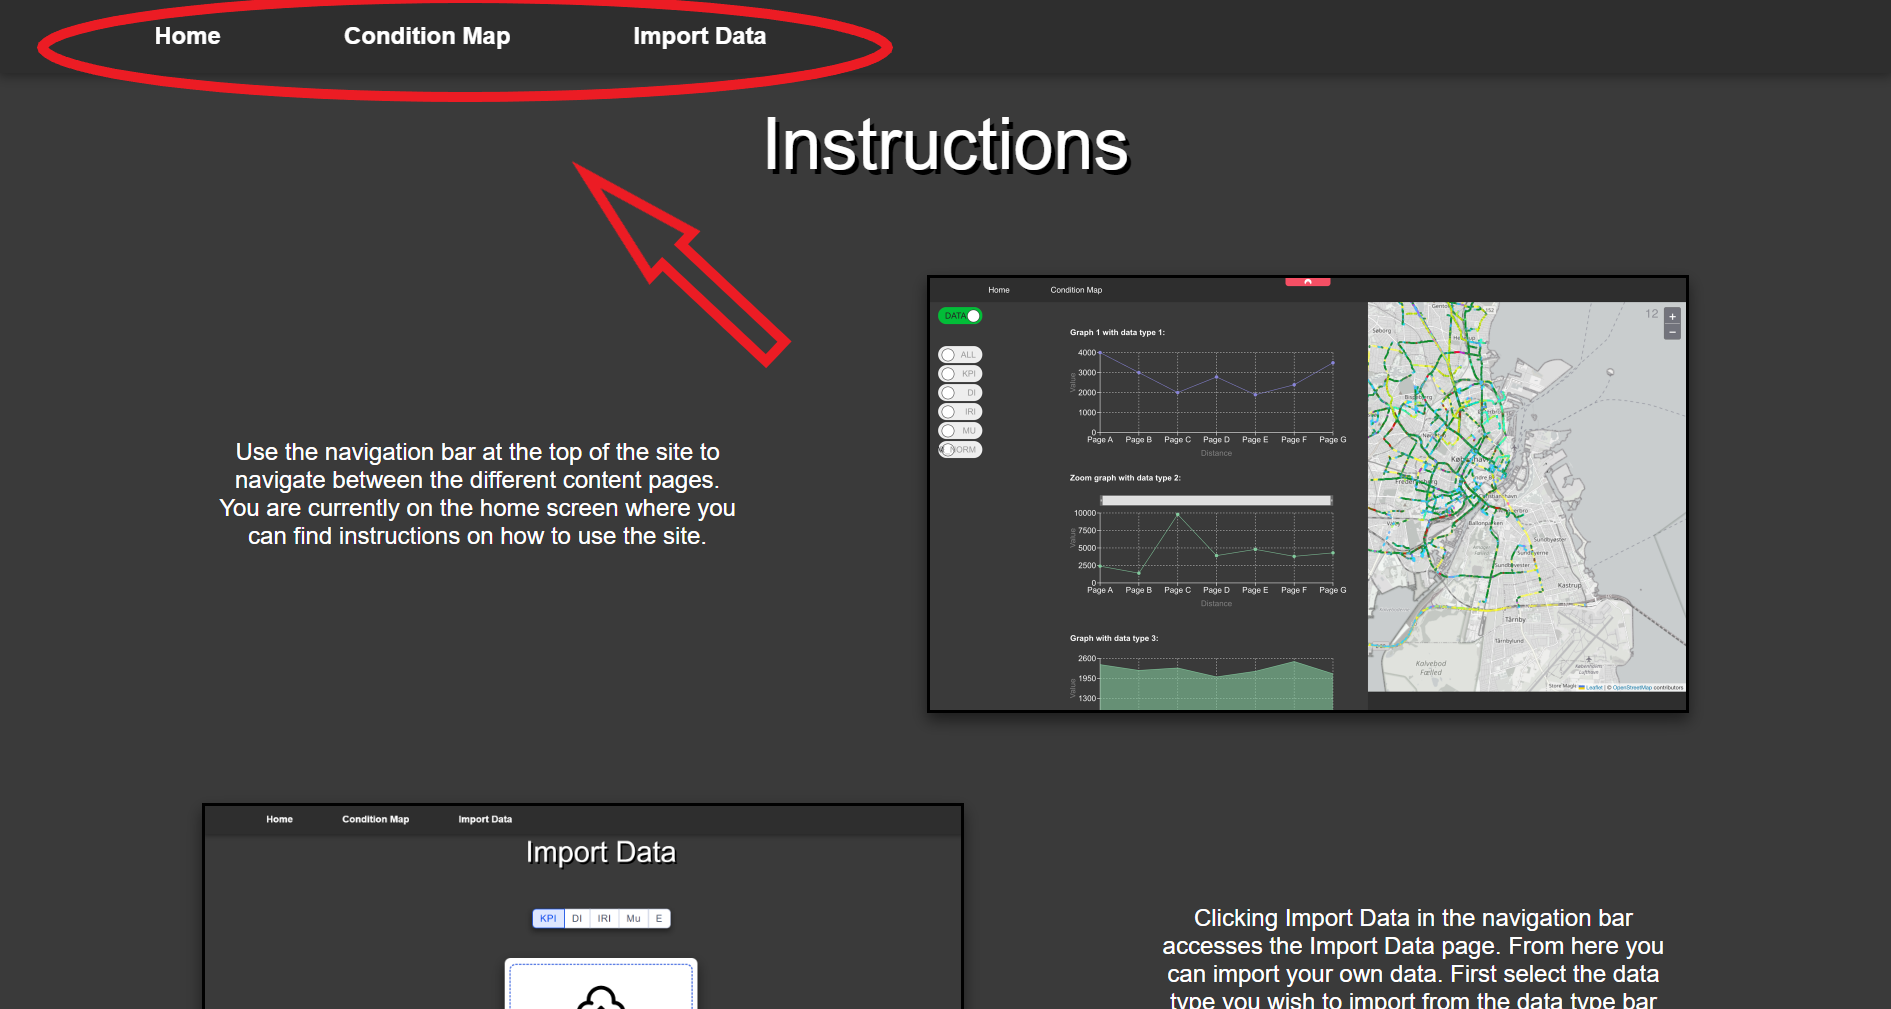 Home Condition Map Import Data
Instructions
Use the navigation bar at the top of the site to
navigate between the different content pages.
You are currently on the home screen where you
can find instructions on how to use the site.
Home Condition Map
DATA
ALL
KPI
DI
IRI
MU
NORM
Graph 1 with data type 1:
Value
4000
3000
2000
1000
0
Page A Page B Page C Page D Page E Page F Page G
Distance
Zoom graph with data type 2:
Value
10000
7500
5000
2500
0
Page A Page B Page C Page D Page E Page F Page G
Distance
Graph with data type 3:
Value
2600
1950
1300
12
+
−
Søborg
Kastrup
Tårnby
Tårnbylund
Sundbyøster
Sundbyvester
Kalvebod
Fælled
Leaflet | © OpenStreetMap contributors
Home Condition Map Import Data
Import Data
KPI DI IRI Mu E
Clicking Import Data in the navigation bar
accesses the Import Data page. From here you
can import your own data. First select the data
type you wish to import from the data type bar